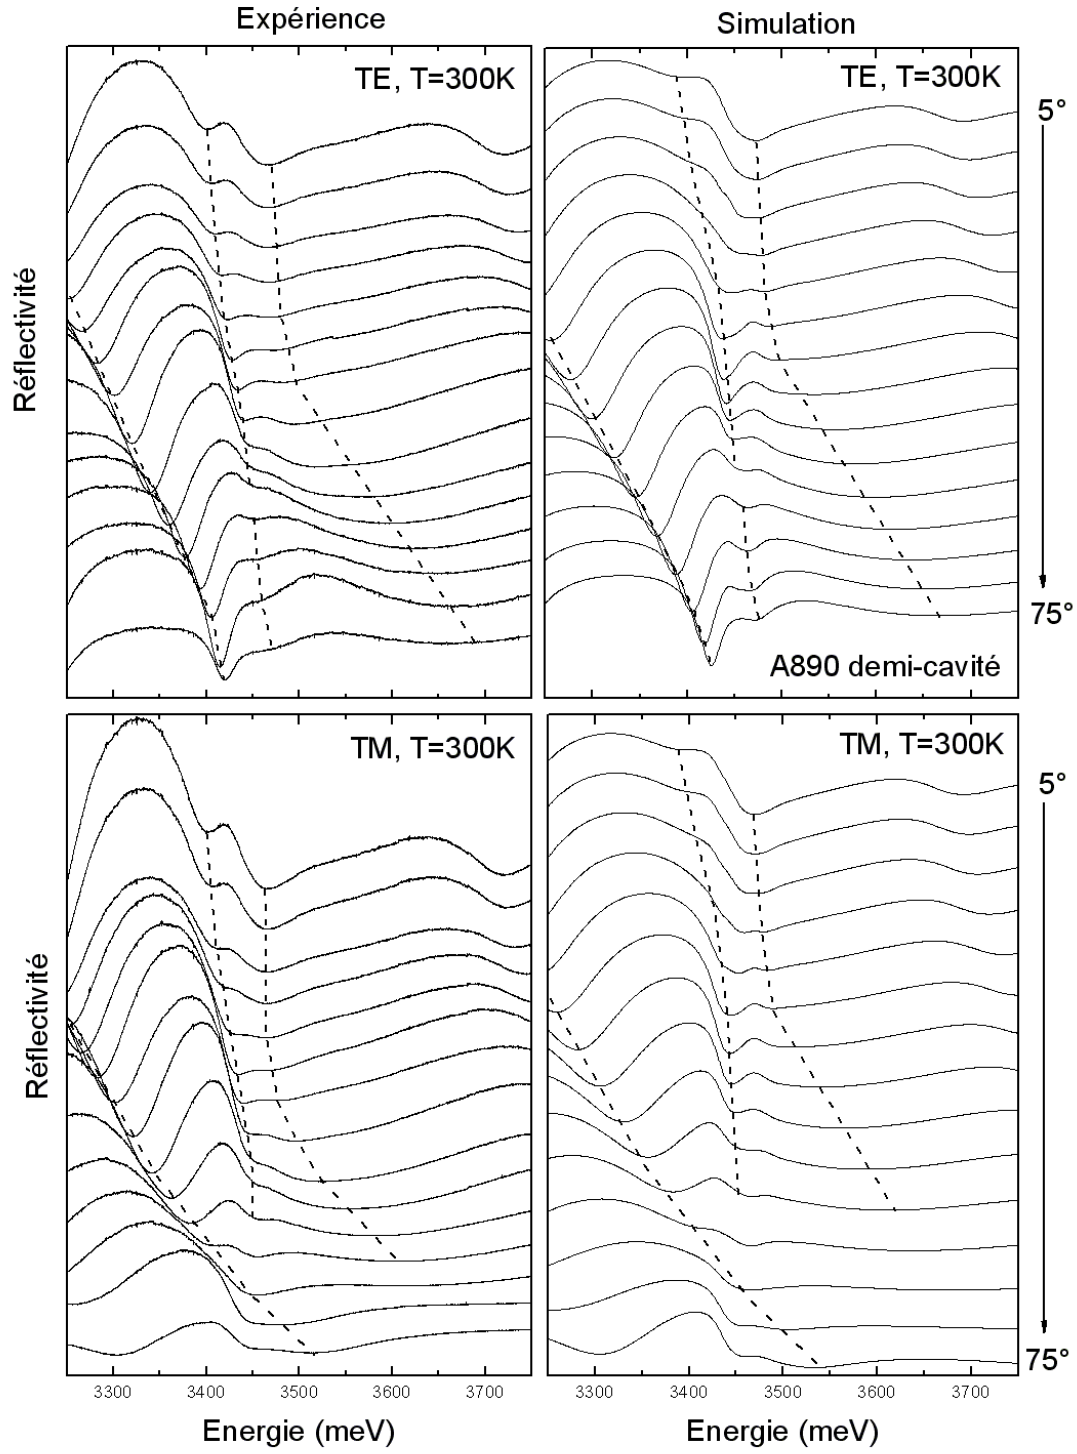 Expérience
Simulation
TE, T=300K
TE, T=300K
5°
Réflectivité
75°
A890 demi-cavité
TM, T=300K
TM, T=300K
5°
Réflectivité
75°
3300 3400 3500 3600 3700
3300 3400 3500 3600 3700
Energie (meV)
Energie (meV)